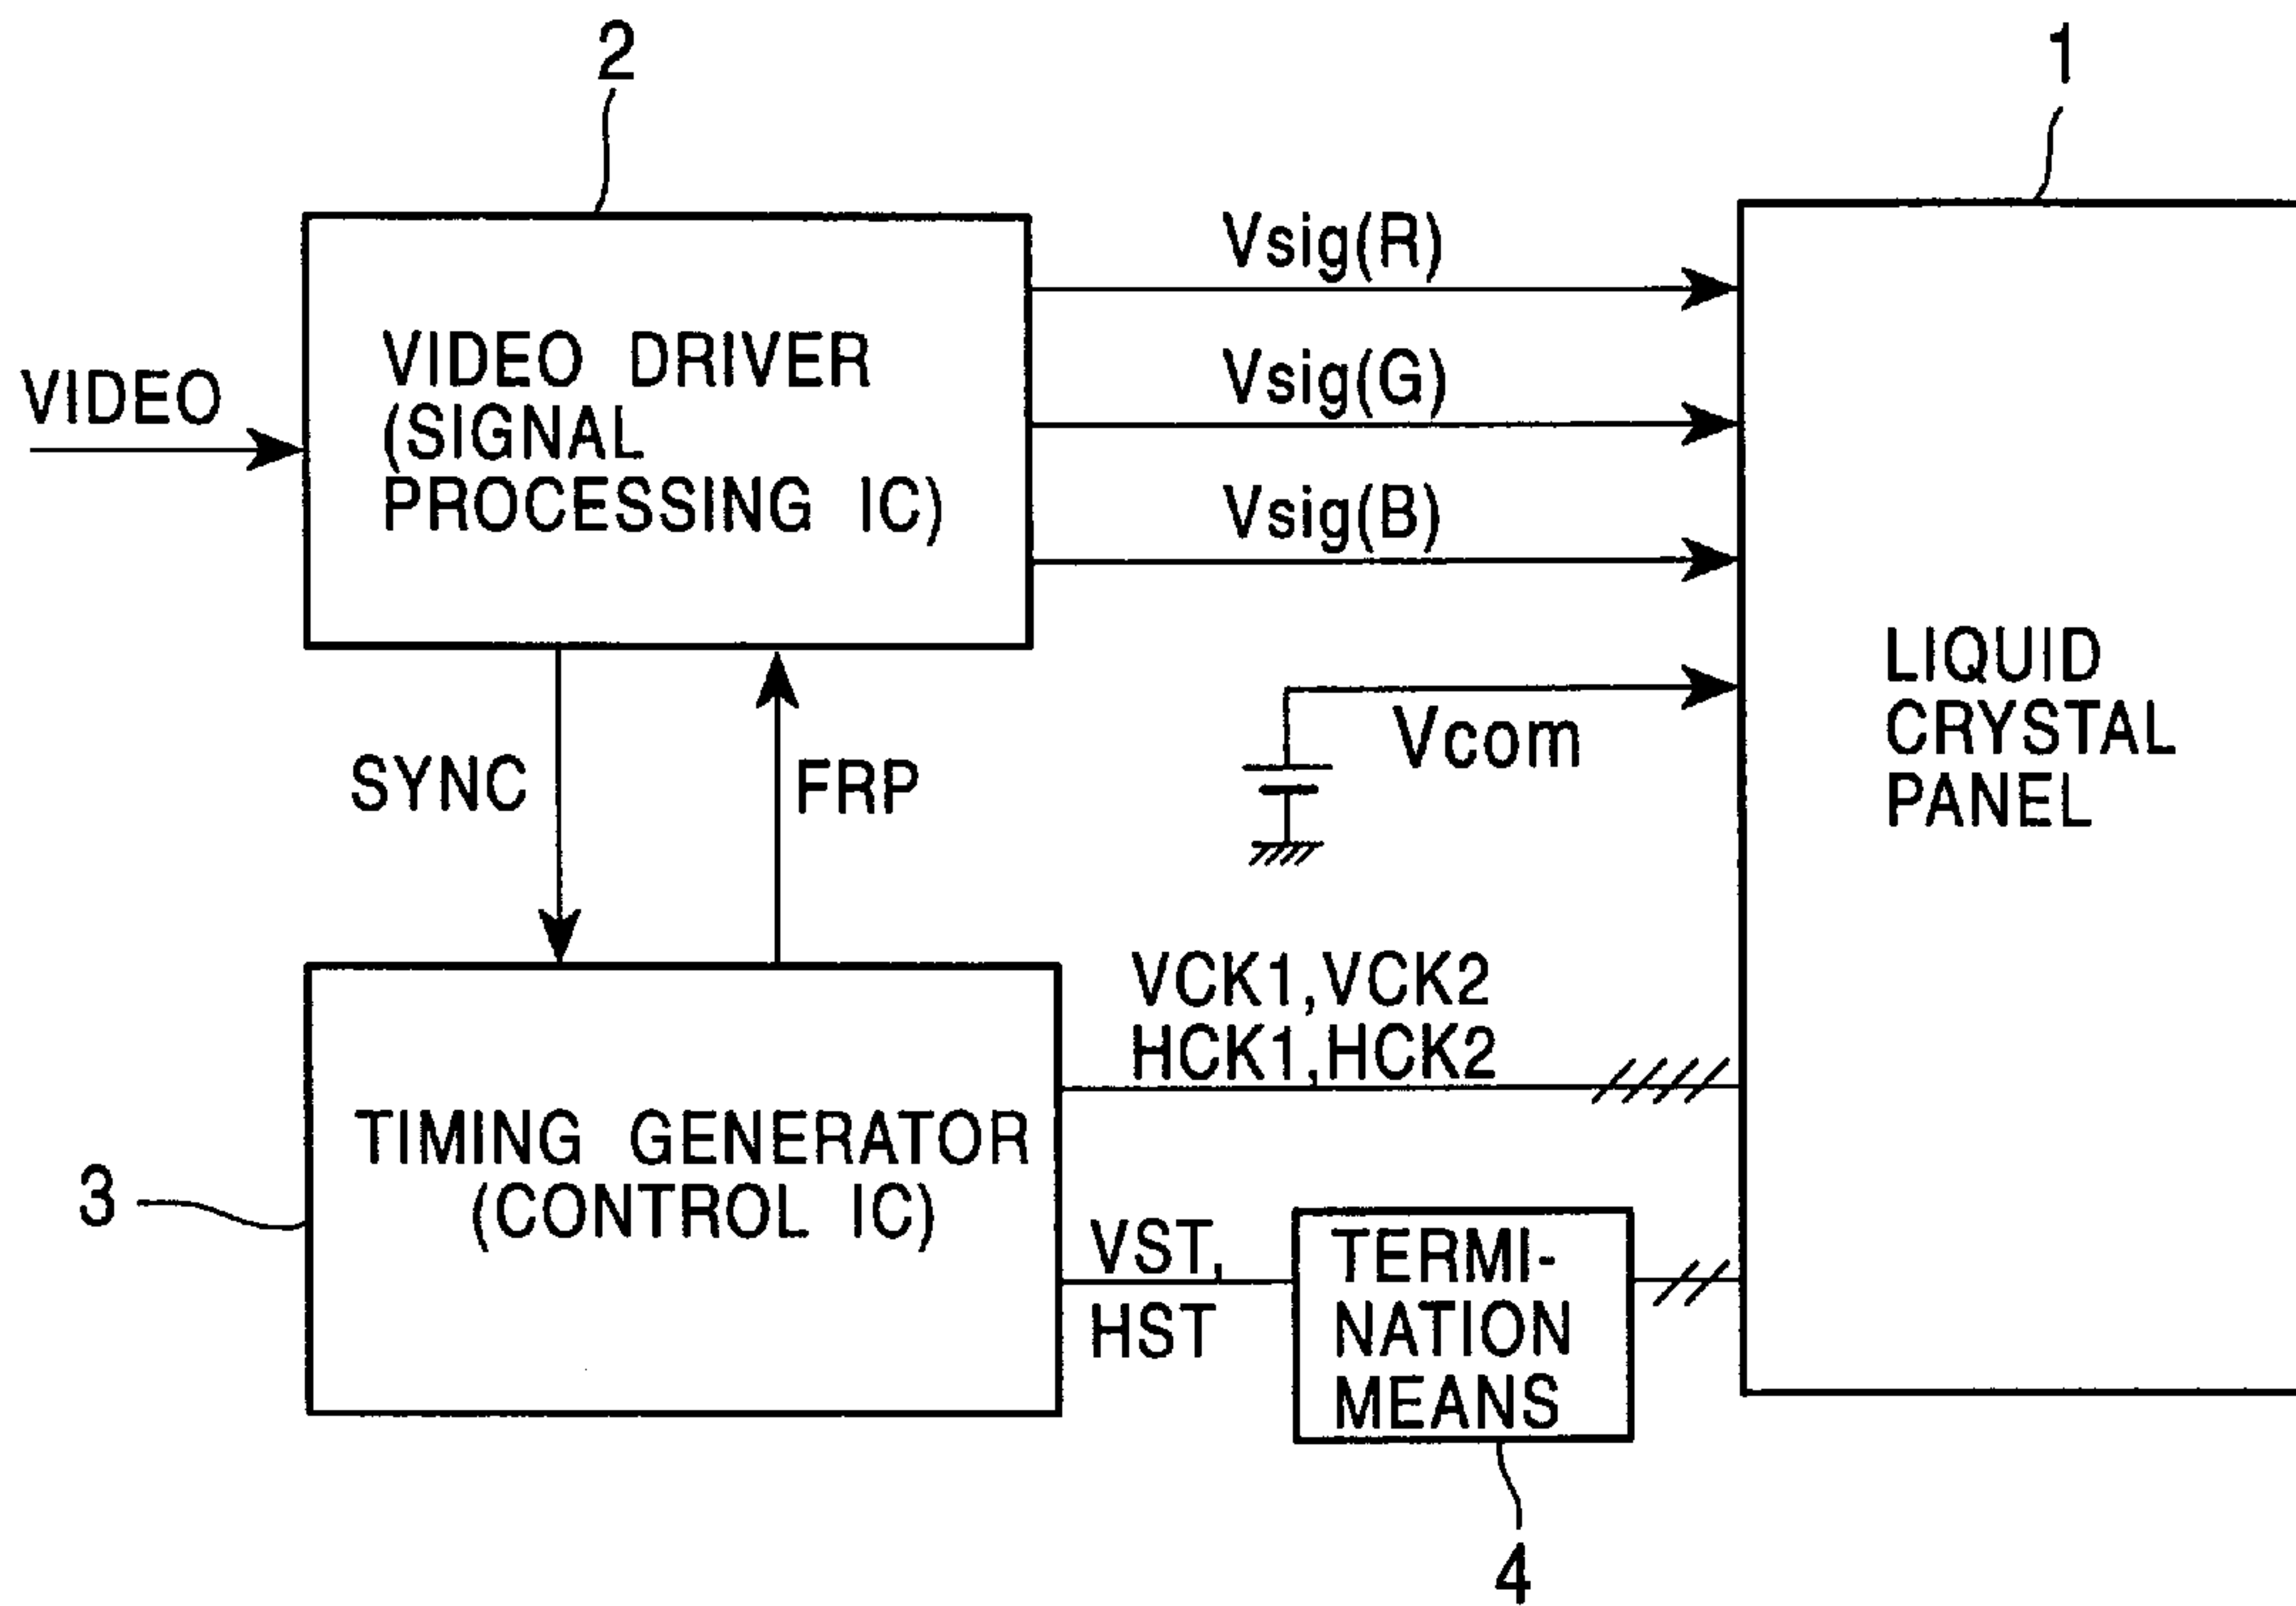 2
1
VIDEO
VIDEO DRIVER
(SIGNAL
PROCESSING IC)
Vsig(R)
Vsig(G)
Vsig(B)
Vcom
LIQUID
CRYSTAL
PANEL
SYNC
FRP
VCK1,VCK2
HCK1,HCK2
3
TIMING GENERATOR
(CONTROL IC)
VST,
HST
TERMI-
NATION
MEANS
4